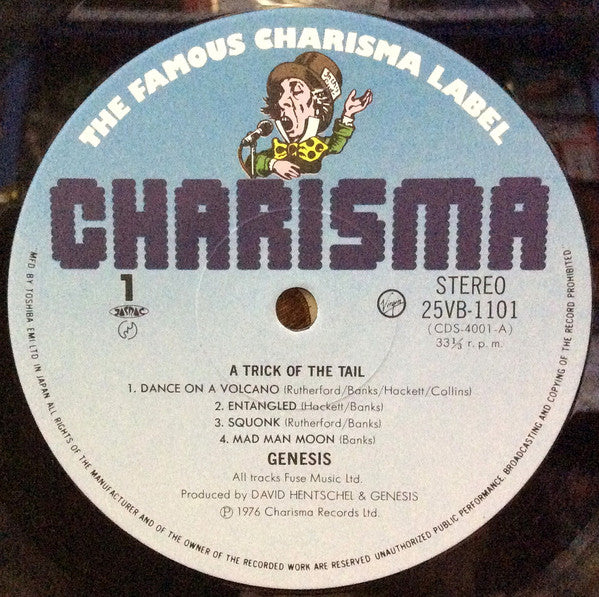 THE FAMOUS CHARISMA LABEL
CHARISMA
1
JASRAC
Virgin
STEREO
25VB-1101
(CDS-4001-A)
33⅓ r. p. m.
A TRICK OF THE TAIL
1. DANCE ON A VOLCANO (Rutherford/Banks/Hackett/Collins)
2. ENTANGLED (Hackett/Banks)
3. SQUONK (Rutherford/Banks)
4. MAD MAN MOON (Banks)
GENESIS
All tracks Fuse Music Ltd.
Produced by DAVID HENTSCHEL & GENESIS
Ⓟ 1976 Charisma Records Ltd.
MFD BY TOSHIBA EMI LTD IN JAPAN ALL RIGHTS OF THE MANUFACTURER AND OF THE OWNER OF THE RECORDED WORK ARE RESERVED UNAUTHORIZED PUBLIC PERFORMANCE BROADCASTING AND COPYING OF THE RECORD PROHIBITED